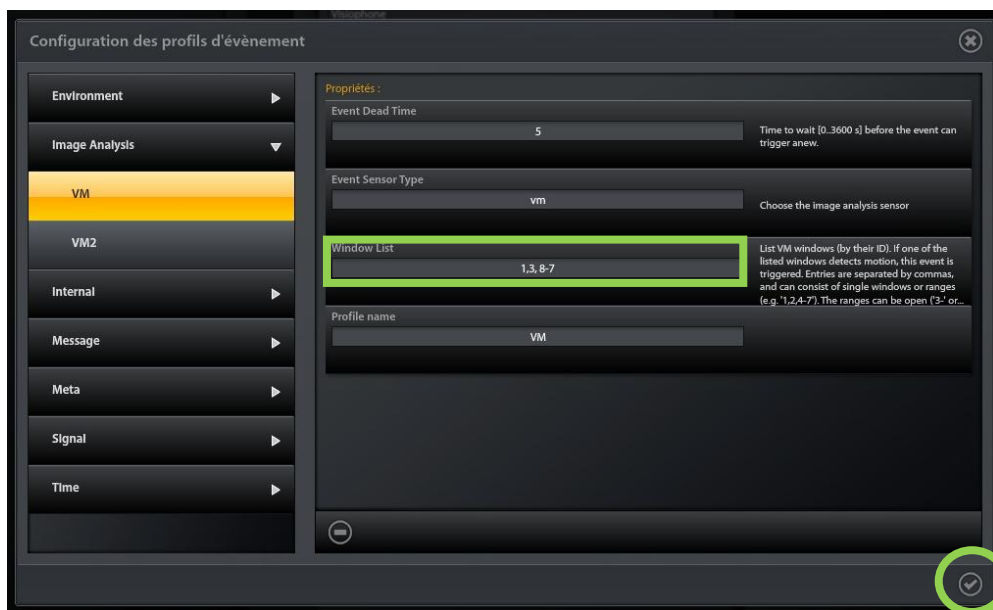 Visiophone
Configuration des profils d'évènement
Environment
Image Analysis
VM
VM2
Internal
Message
Meta
Signal
Time
Propriétés :
Event Dead Time
5
Time to wait [0..3600 s] before the event can
trigger anew.
Event Sensor Type
vm
Choose the image analysis sensor
Window List
1,3, 8-7
List VM windows (by their ID). If one of the
listed windows detects motion, this event is
triggered. Entries are separated by commas,
and can consist of single windows or ranges
(e.g. '1,2,4-7'). The ranges can be open ('3-' or...
Profile name
VM